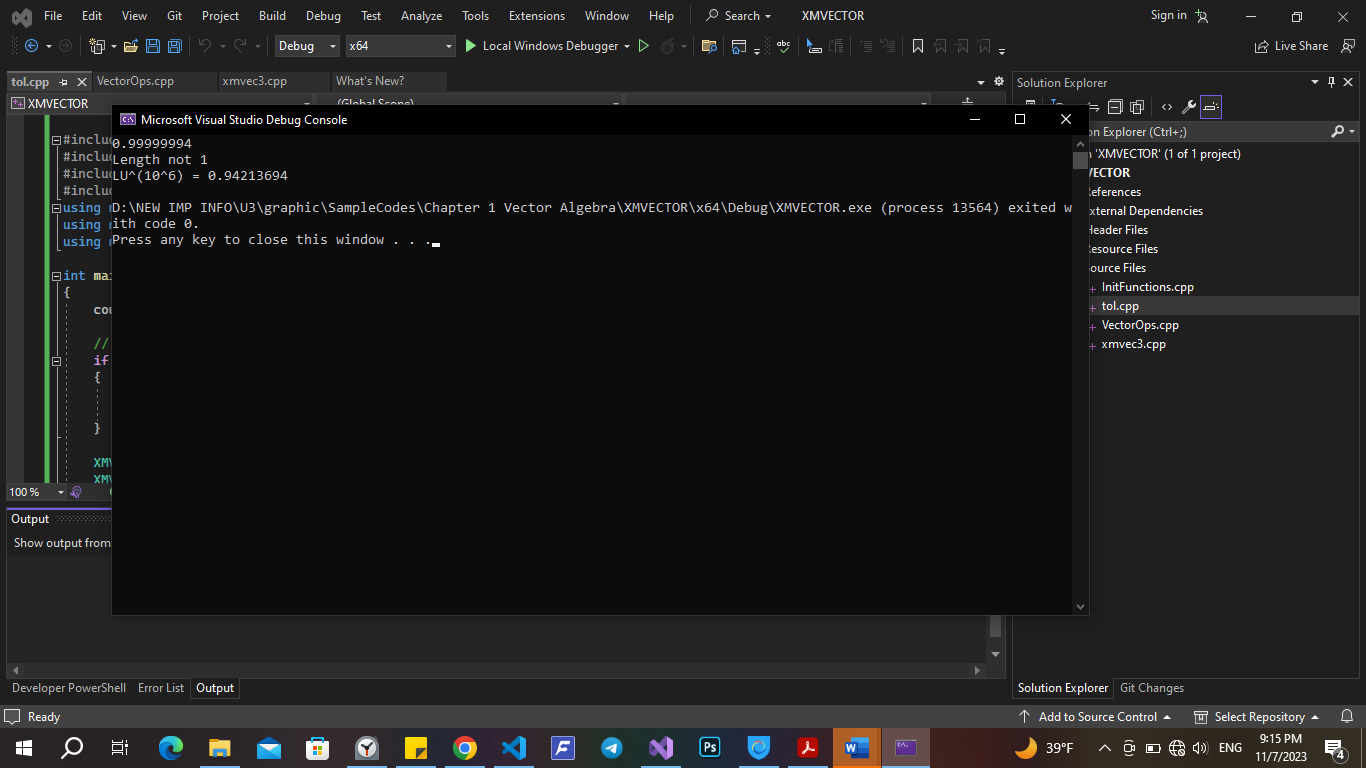 File Edit View Git Project Build Debug Test Analyze Tools Extensions Window Help Search XMVECTOR Sign in
Debug x64 Local Windows Debugger Live Share
tol.cpp VectorOps.cpp xmvec3.cpp What's New? Solution Explorer
XMVECTOR (Global Scope)
Microsoft Visual Studio Debug Console
0.99999994
Length not 1
LU^(10^6) = 0.94213694
D:\NEW IMP INFO\U3\graphic\SampleCodes\Chapter 1 Vector Algebra\XMVECTOR\x64\Debug\XMVECTOR.exe (process 13564) exited w
ith code 0.
Press any key to close this window . . .
#includ
#includ
#includ
#includ
using
using
using
int mai
{
cou
//
if
{
}
XMV
XMV
100 %
Output
Show output from:
Explorer (Ctrl+;)
'XMVECTOR' (1 of 1 project)
VECTOR
References
External Dependencies
Header Files
Resource Files
Source Files
InitFunctions.cpp
tol.cpp
VectorOps.cpp
xmvec3.cpp
Developer PowerShell Error List Output Solution Explorer Git Changes
Ready Add to Source Control Select Repository
39°F ENG 9:15 PM
11/7/2023
4